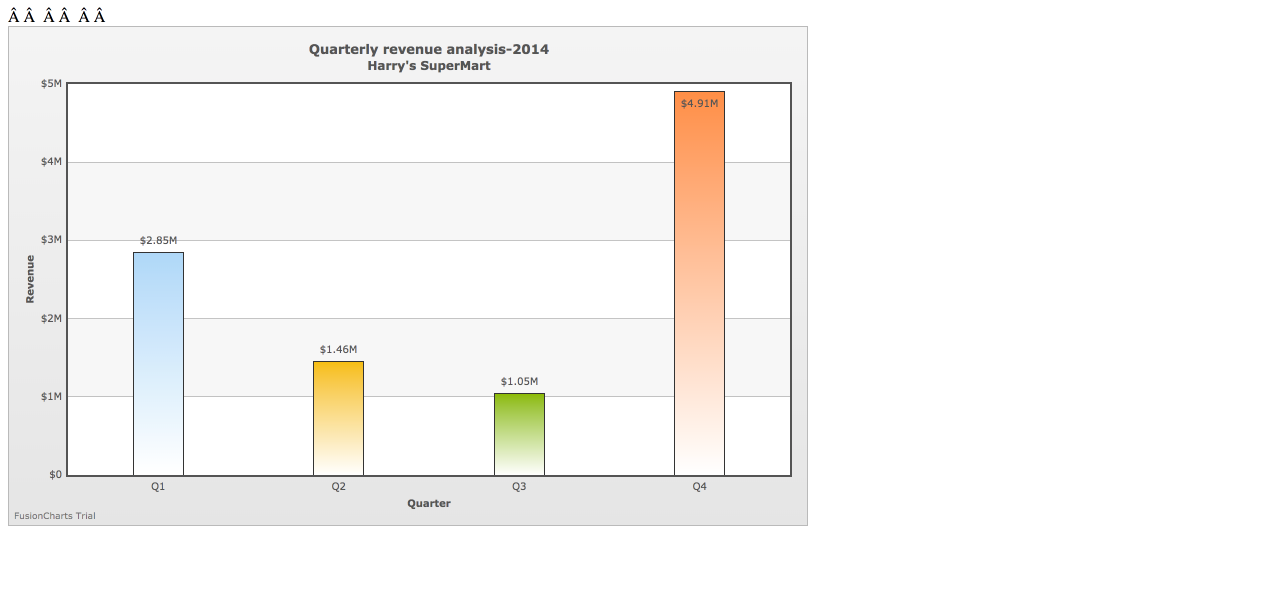 Â Â  Â Â  Â Â
Quarterly revenue analysis-2014
Harry's SuperMart
$5M
$4M
$3M
$2M
$1M
$0
Revenue
$2.85M
$1.46M
$1.05M
$4.91M
Q1 Q2 Q3 Q4
Quarter
FusionCharts Trial